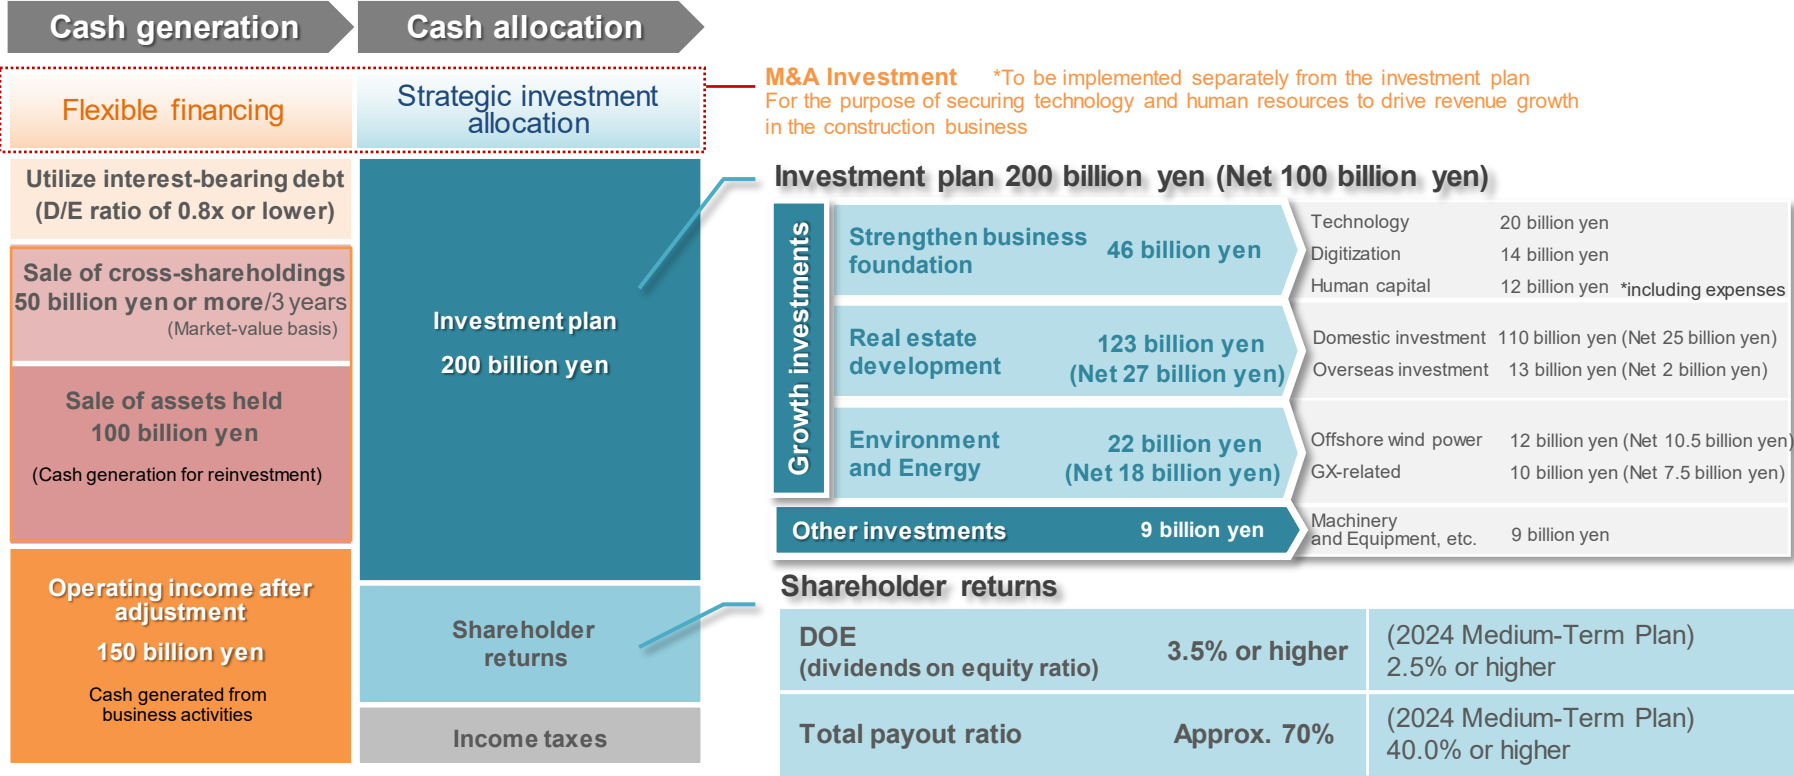 Cash generation
Cash allocation
Flexible financing
Strategic investment
allocation
M&A Investment *To be implemented separately from the investment plan
For the purpose of securing technology and human resources to drive revenue growth
in the construction business
Utilize interest-bearing debt
(D/E ratio of 0.8x or lower)
Sale of cross-shareholdings
50 billion yen or more/3 years
(Market-value basis)
Sale of assets held
100 billion yen
(Cash generation for reinvestment)
Operating income after
adjustment
150 billion yen
Cash generated from
business activities
Investment plan
200 billion yen
Shareholder
returns
Income taxes
Investment plan 200 billion yen (Net 100 billion yen)
Growth investments
Strengthen business
foundation
46 billion yen
Technology 20 billion yen
Digitization 14 billion yen
Human capital 12 billion yen *including expenses
Real estate
development
123 billion yen
(Net 27 billion yen)
Domestic investment 110 billion yen (Net 25 billion yen)
Overseas investment 13 billion yen (Net 2 billion yen)
Environment
and Energy
22 billion yen
(Net 18 billion yen)
Offshore wind power 12 billion yen (Net 10.5 billion yen)
GX-related 10 billion yen (Net 7.5 billion yen)
Other investments 9 billion yen
Machinery
and Equipment, etc. 9 billion yen
Shareholder returns
DOE
(dividends on equity ratio)
3.5% or higher
(2024 Medium-Term Plan)
2.5% or higher
Total payout ratio
Approx. 70%
(2024 Medium-Term Plan)
40.0% or higher